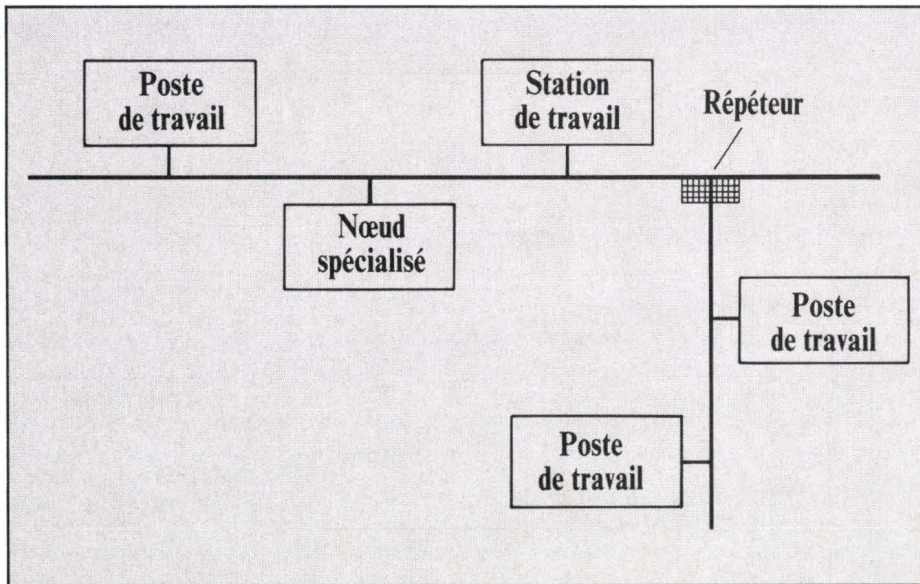 Poste
de travail
Station
de travail
Répéteur
Nœud
spécialisé
Poste
de travail
Poste
de travail